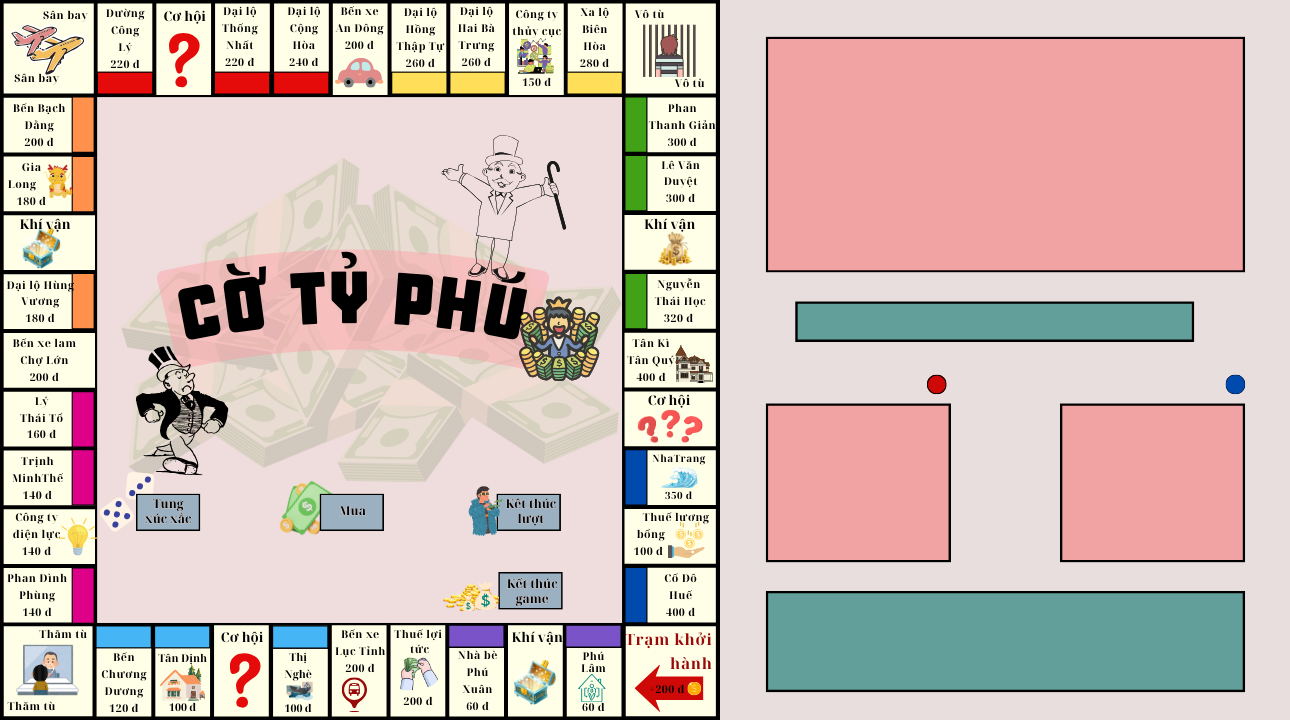 Sân bay
Sân bay
Đường
Công
Lý
220 đ
Cơ hội
Đại lộ
Thống
Nhất
220 đ
Đại lộ
Cộng
Hòa
240 đ
Bến xe
An Đông
200 đ
Đại lộ
Hồng
Thập Tự
260 đ
Đại lộ
Hai Bà
Trưng
260 đ
Công ty
thủy cục
150 đ
Xa lộ
Biên
Hòa
280 đ
Vô tù
Vô tù
Bến Bạch
Đằng
200 đ
Gia
Long
180 đ
Khí vận
Đại lộ Hùng
Vương
180 đ
Bến xe lam
Chợ Lớn
200 đ
Lý
Thái Tổ
160 đ
Trịnh
MinhThế
140 đ
Công ty
điện lực
140 đ
Phan Đình
Phùng
140 đ
CỜ TỶ PHÚ
Tung
xúc xắc
Mua
Kết thúc
lượt
Kết thúc
game
Phan
Thanh Giản
300 đ
Lê Văn
Duyệt
300 đ
Khí vận
Nguyễn
Thái Học
320 đ
Tân Kì
Tân Quý
400 đ
Cơ hội
NhaTrang
350 đ
Thuế lương
bổng
100 đ
Cố Đô
Huế
400 đ
Thăm tù
Thăm tù
Bến
Chương
Dương
120 đ
Tân Định
100 đ
Cơ hội
Thị
Nghè
100 đ
Bến xe
Lục Tỉnh
200 đ
Thuế lợi
tức
200 đ
Nhà bè
Phú
Xuân
60 đ
Khí vận
Phú
Lâm
60 đ
Trạm khởi
hành
+200 đ